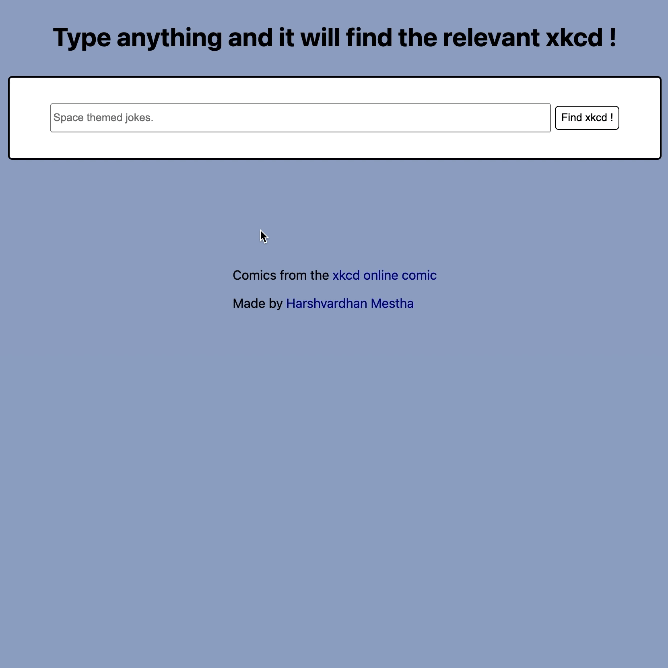 Type anything and it will find the relevant xkcd !
Space themed jokes. Find xkcd !
Comics from the xkcd online comic
Made by Harshvardhan Mestha